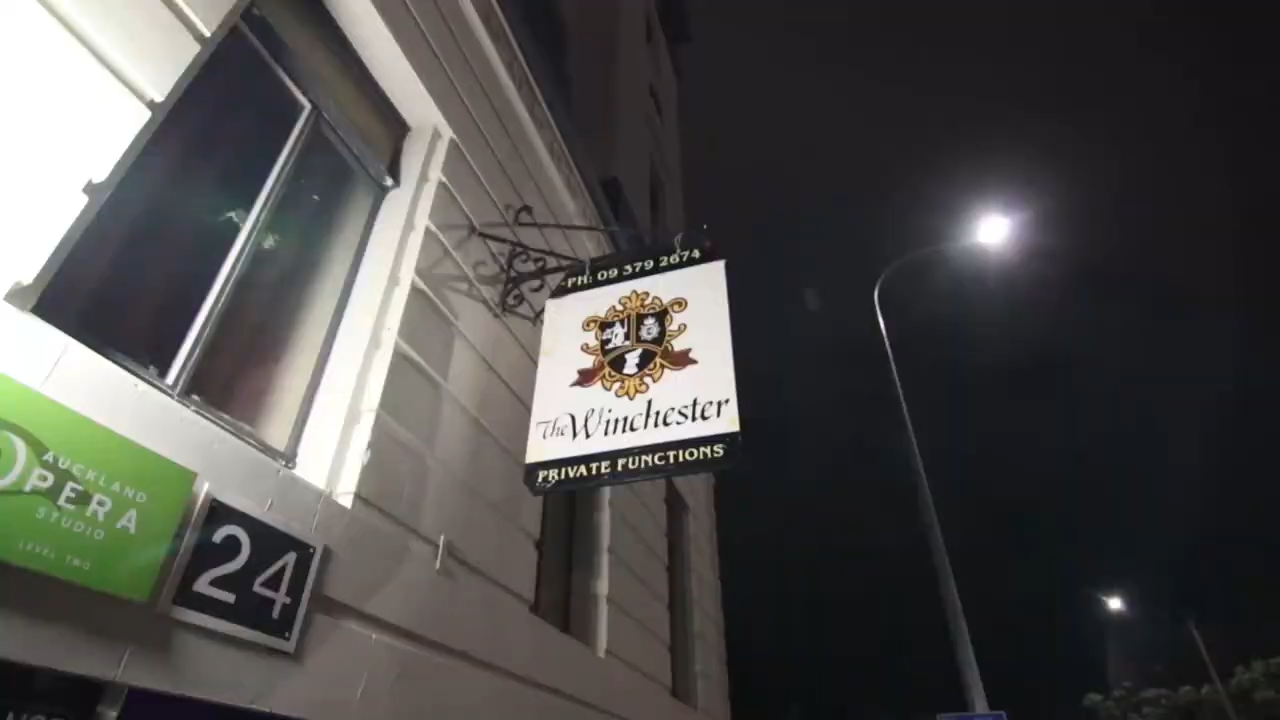 PH: 09 379 2674
The Winchester
PRIVATE FUNCTIONS
AUCKLAND
OPERA
STUDIO
LEVEL TWO
24